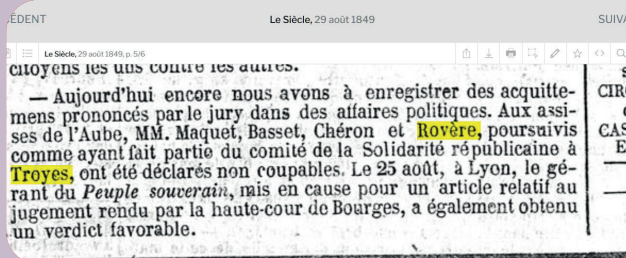 ÉDENT
Le Siècle, 29 août 1849
SUIVA
Le Siècle, 29 août 1849, p. 5/6
citoyens les uns contre les autres.
— Aujourd'hui encore nous avons à enregistrer des acquitte-
mens prononcés par le jury dans des affaires politiques. Aux assi-
ses de l'Aube, MM. Maquet, Basset, Chéron et Rovère, poursuivis
comme ayant fait partie du comité de la Solidarité républicaine à
Troyes, ont été déclarés non coupables. Le 25 août, à Lyon, le gé-
rant du Peuple souverain, mis en cause pour un article relatif au
jugement rendu par la haute-cour de Bourges, a également obtenu
un verdict favorable.
CIR
CAS
E